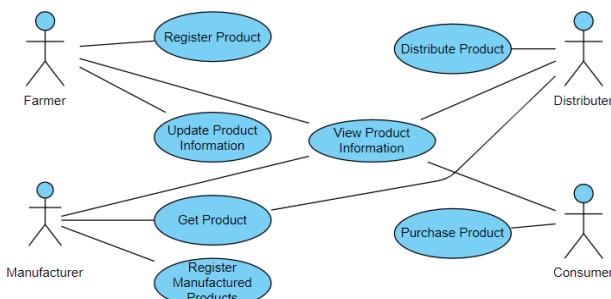 Register Product
Distribute Product
Farmer
Distributer
Update Product
Information
View Product
Information
Get Product
Purchase Product
Manufacturer
Consumer
Register
Manufactured
Products